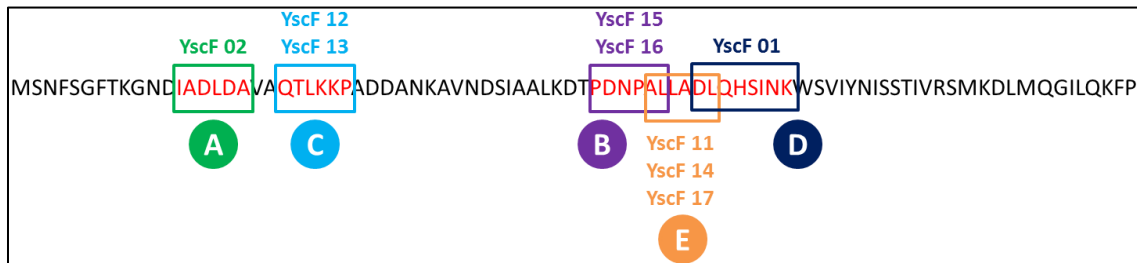 YscF 12 YscF 15
YscF 02 YscF 13 YscF 16 YscF 01
MSNFSGFTKGNDIADLDAVAQTLKKPADDANKAVNDSIAALKDTPDNPALLADLQHSINKWSVIYNISSTIVRSMKDLMQGILQKFP
A C B D
YscF 11
YscF 14
YscF 17
E